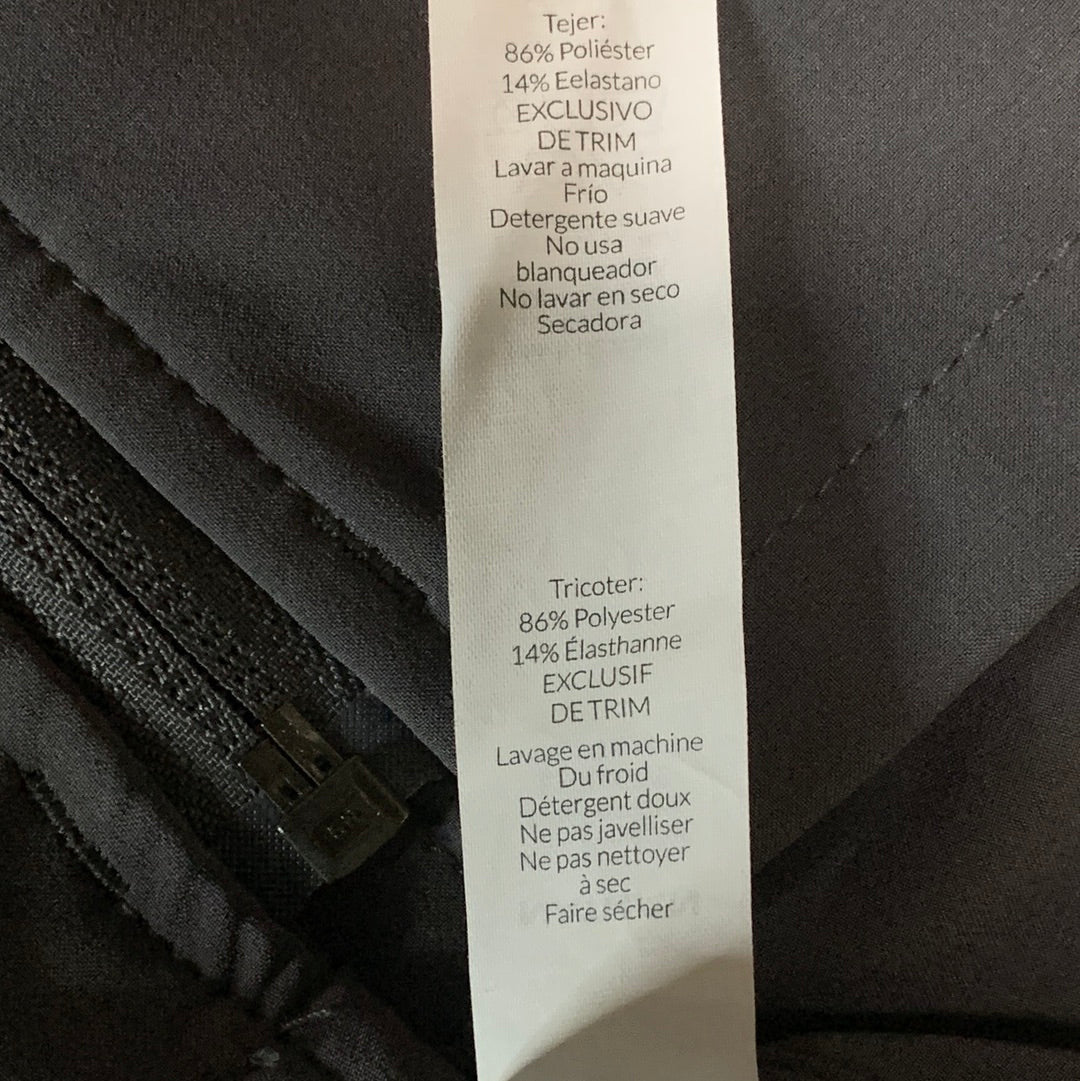 Tejer:
86% Poliéster
14% Eelastano
EXCLUSIVO
DE TRIM
Lavar a maquina
Frío
Detergente suave
No usa
blanqueador
No lavar en seco
Secadora
Tricoter:
86% Polyester
14% Élasthanne
EXCLUSIF
DE TRIM
Lavage en machine
Du froid
Détergent doux
Ne pas javelliser
Ne pas nettoyer
à sec
Faire sécher